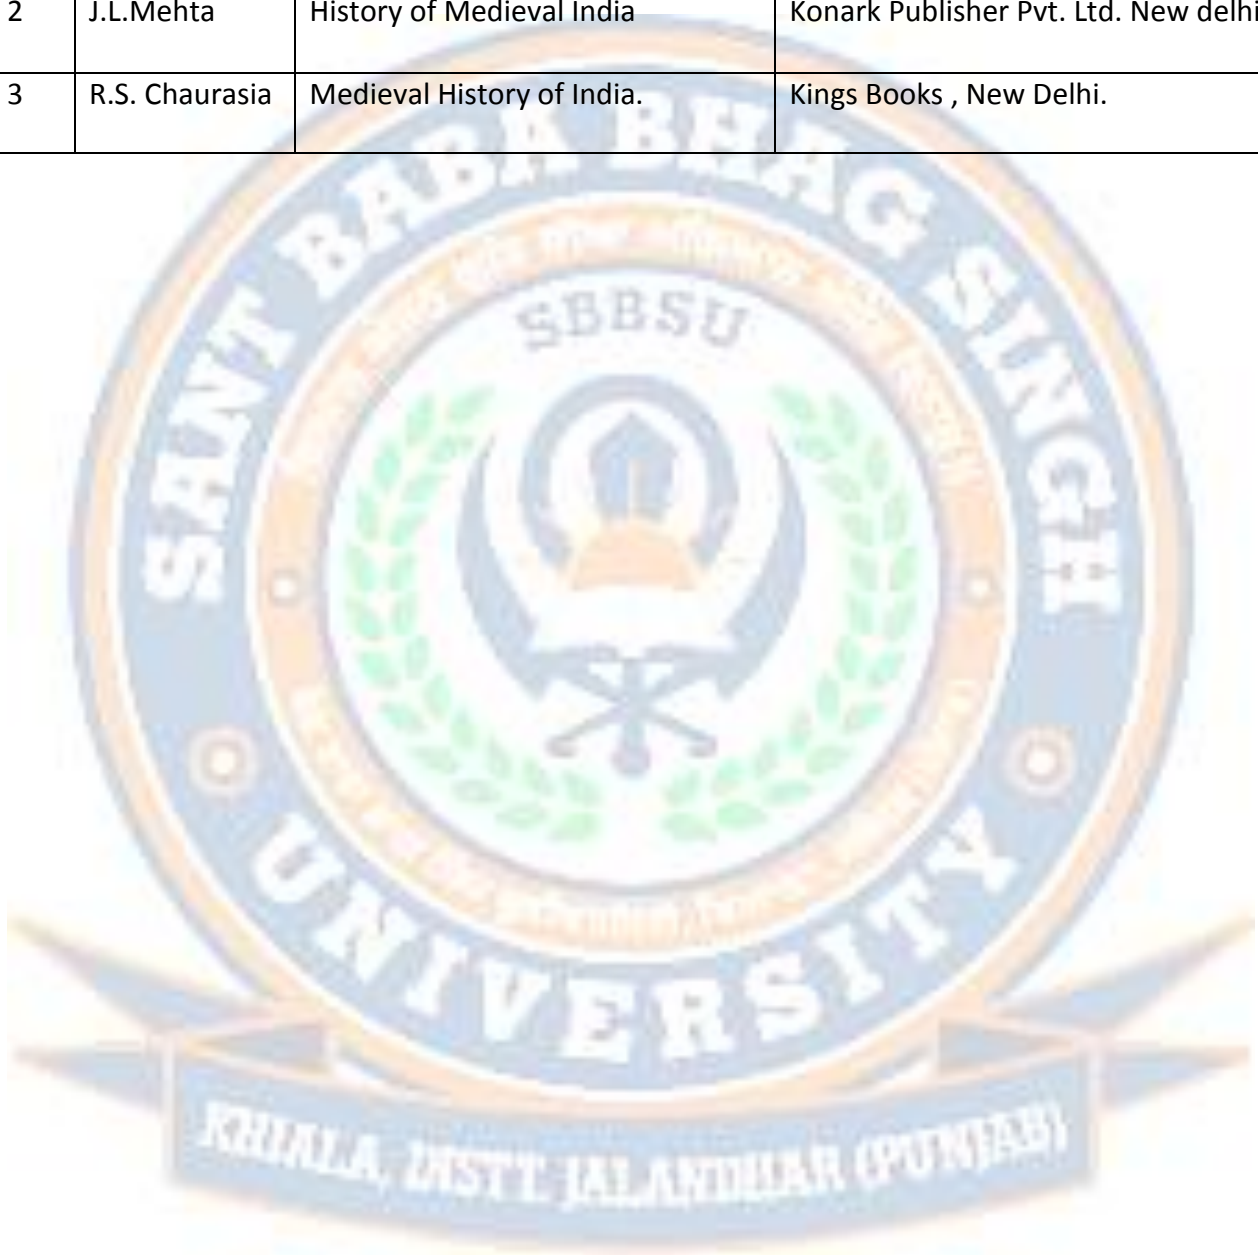 2 J.L.Mehta History of Medieval India Konark Publisher Pvt. Ltd. New delhi
3 R.S. Chaurasia Medieval History of India. Kings Books , New Delhi.
SANT BABA BHAG SINGH
SBBSU
UNIVERSITY
KHIALA, DISTT. JALANDHAR (PUNJAB)